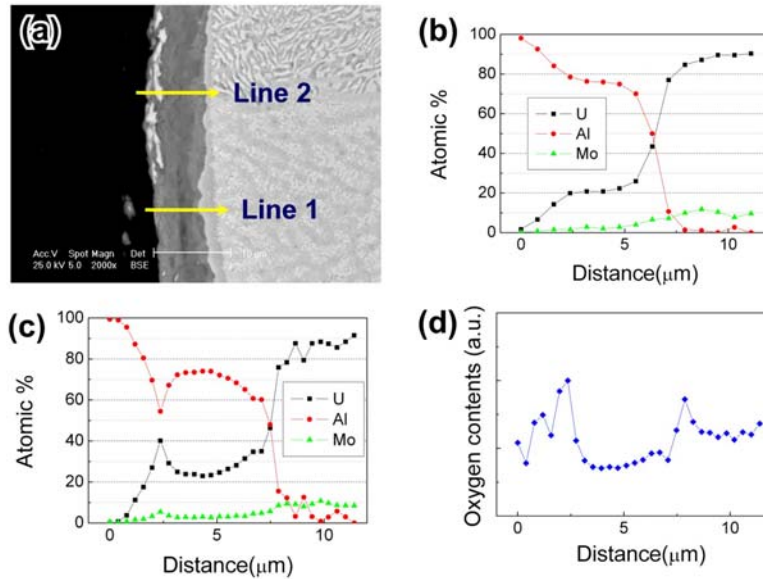 (a)
Line 2
Line 1
Acc.V Spot Magn Det
25.0 kV 5.0 2000x BSE
10 μm
(b)
Atomic %
100
80
60
40
20
0
U
Al
Mo
0 5 10
Distance(μm)
(c)
Atomic %
100
80
60
40
20
0
U
Al
Mo
0 5 10
Distance(μm)
(d)
Oxygen contents (a.u.)
0 5 10
Distance(μm)